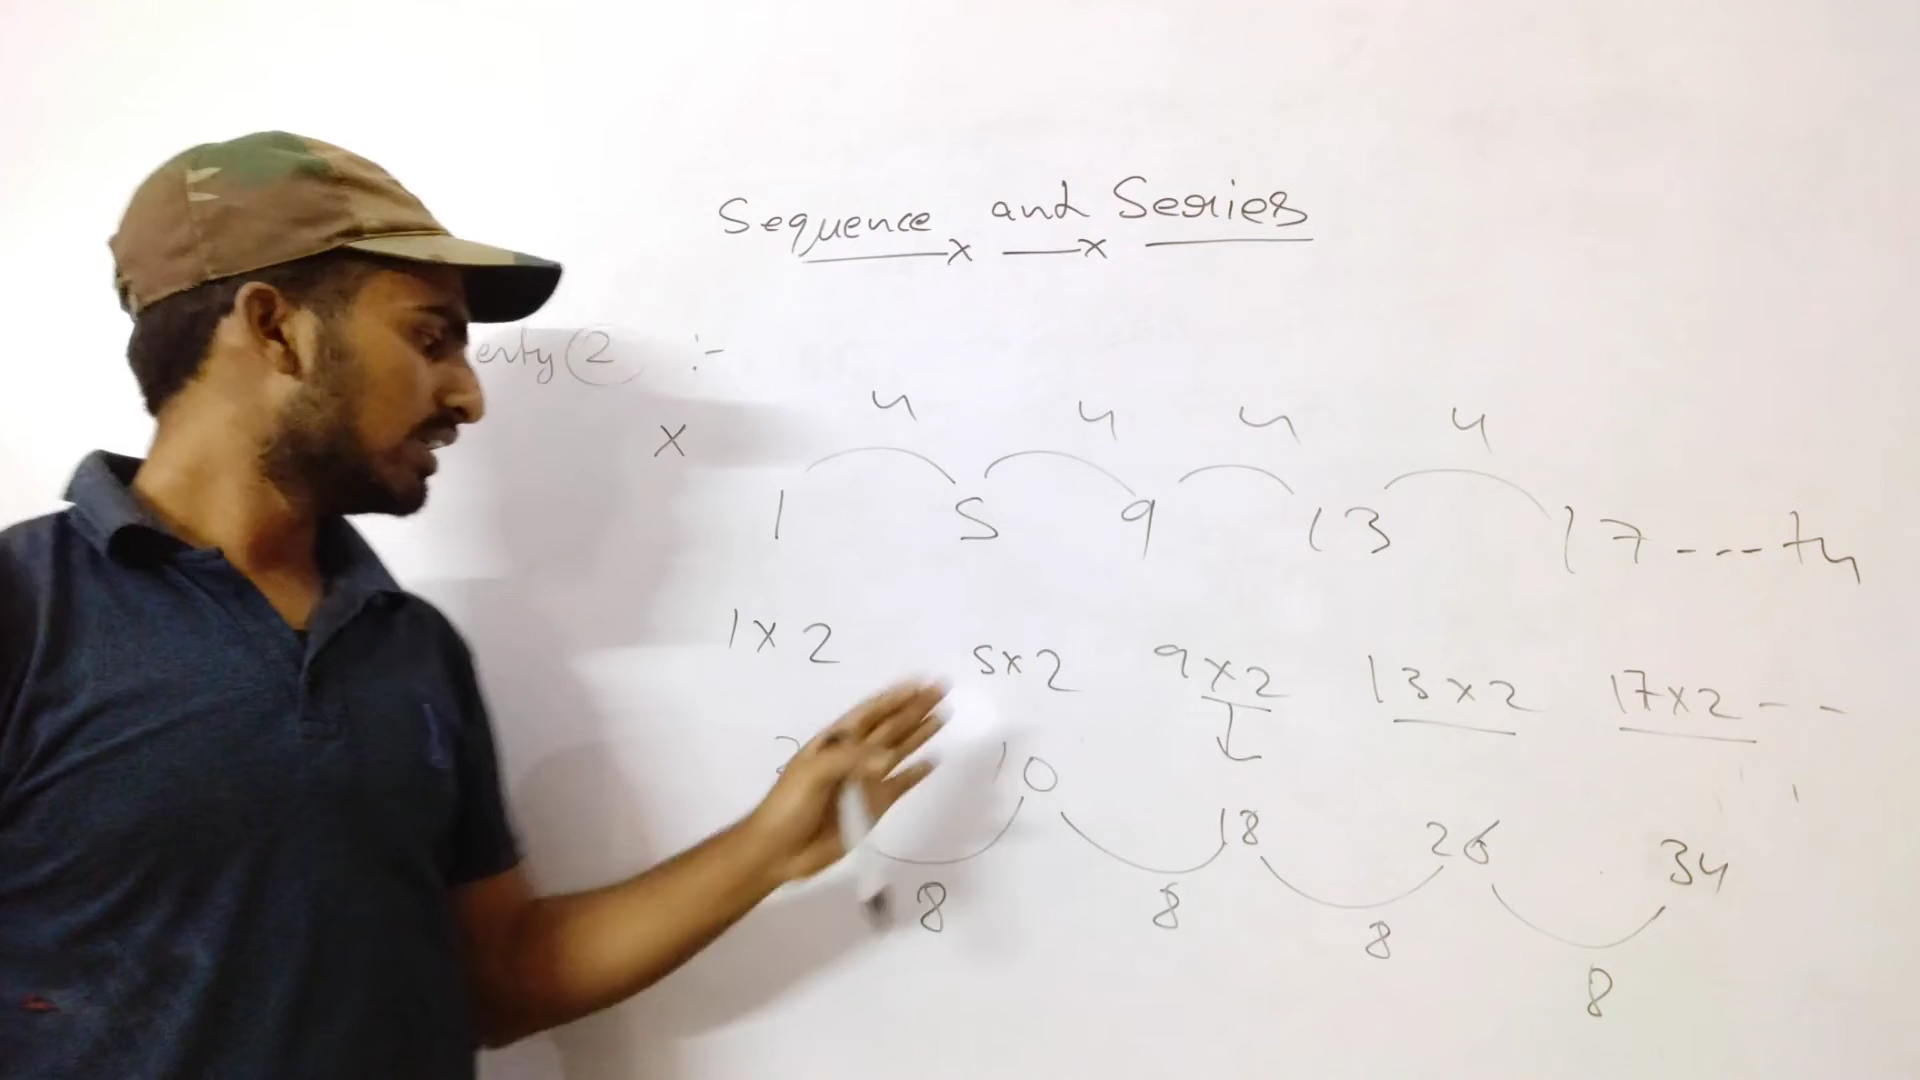 Sequence and Series
erty 2 :-
4 4 4 4
x
1 5 9 13 17 --- tn
1x2 5x2 9x2 13x2 17x2 --
2 10 18 26 34
8 8 8 8